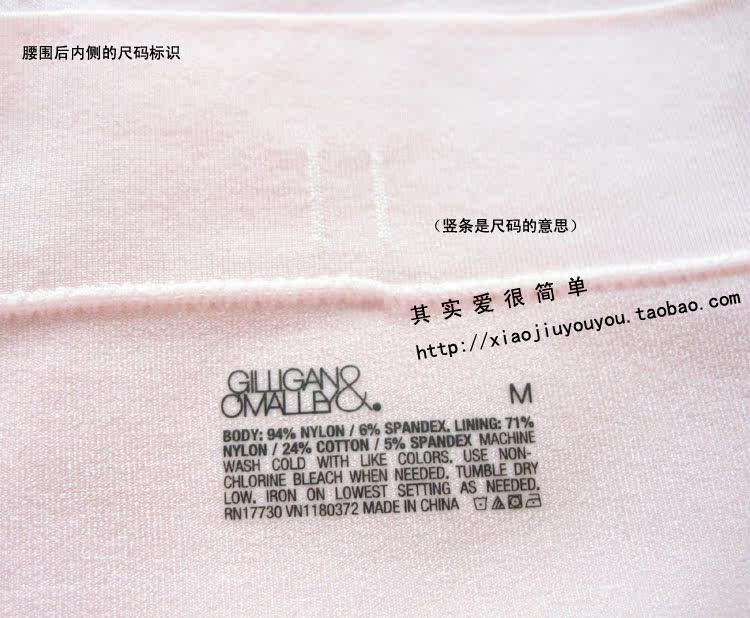 腰围后内侧的尺码标识
（竖条是尺码的意思）
其实爱很简单
http://xiaojiuyouyou.taobao.com
GILLIGAN &
O'MALLEY
M
BODY: 94% NYLON / 6% SPANDEX. LINING: 71%
NYLON / 24% COTTON / 5% SPANDEX MACHINE
WASH COLD WITH LIKE COLORS. USE NON-
CHLORINE BLEACH WHEN NEEDED. TUMBLE DRY
LOW. IRON ON LOWEST SETTING AS NEEDED.
RN17730 VN1180372 MADE IN CHINA